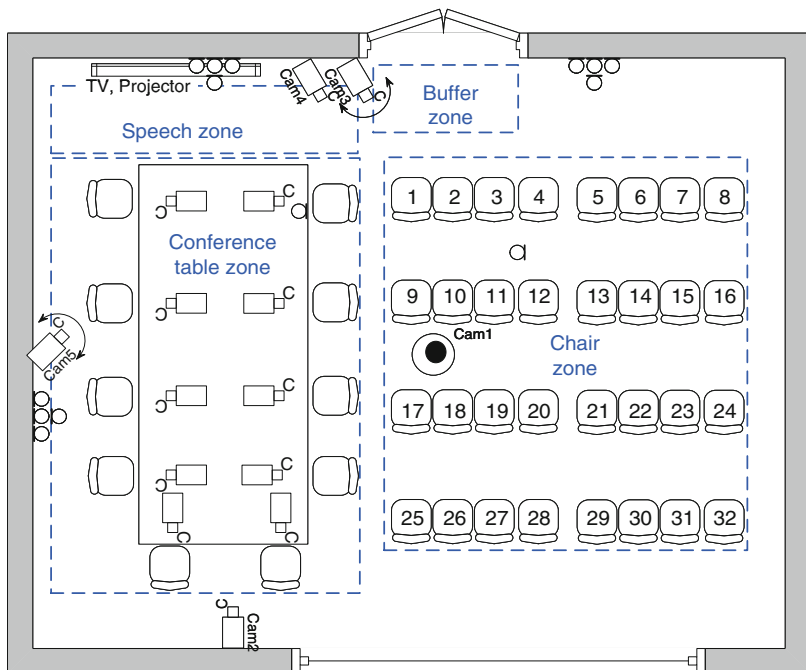 TV, Projector
Cam4
C
Cam3
C
Buffer
zone
Speech zone
1 2 3 4 5 6 7 8
C
C
Conference
table zone
9 10 11 12 13 14 15 16
C
C
C
Cam5
Cam1
Chair
zone
C
C
17 18 19 20 21 22 23 24
C
C
25 26 27 28 29 30 31 32
C
C
C
Cam2